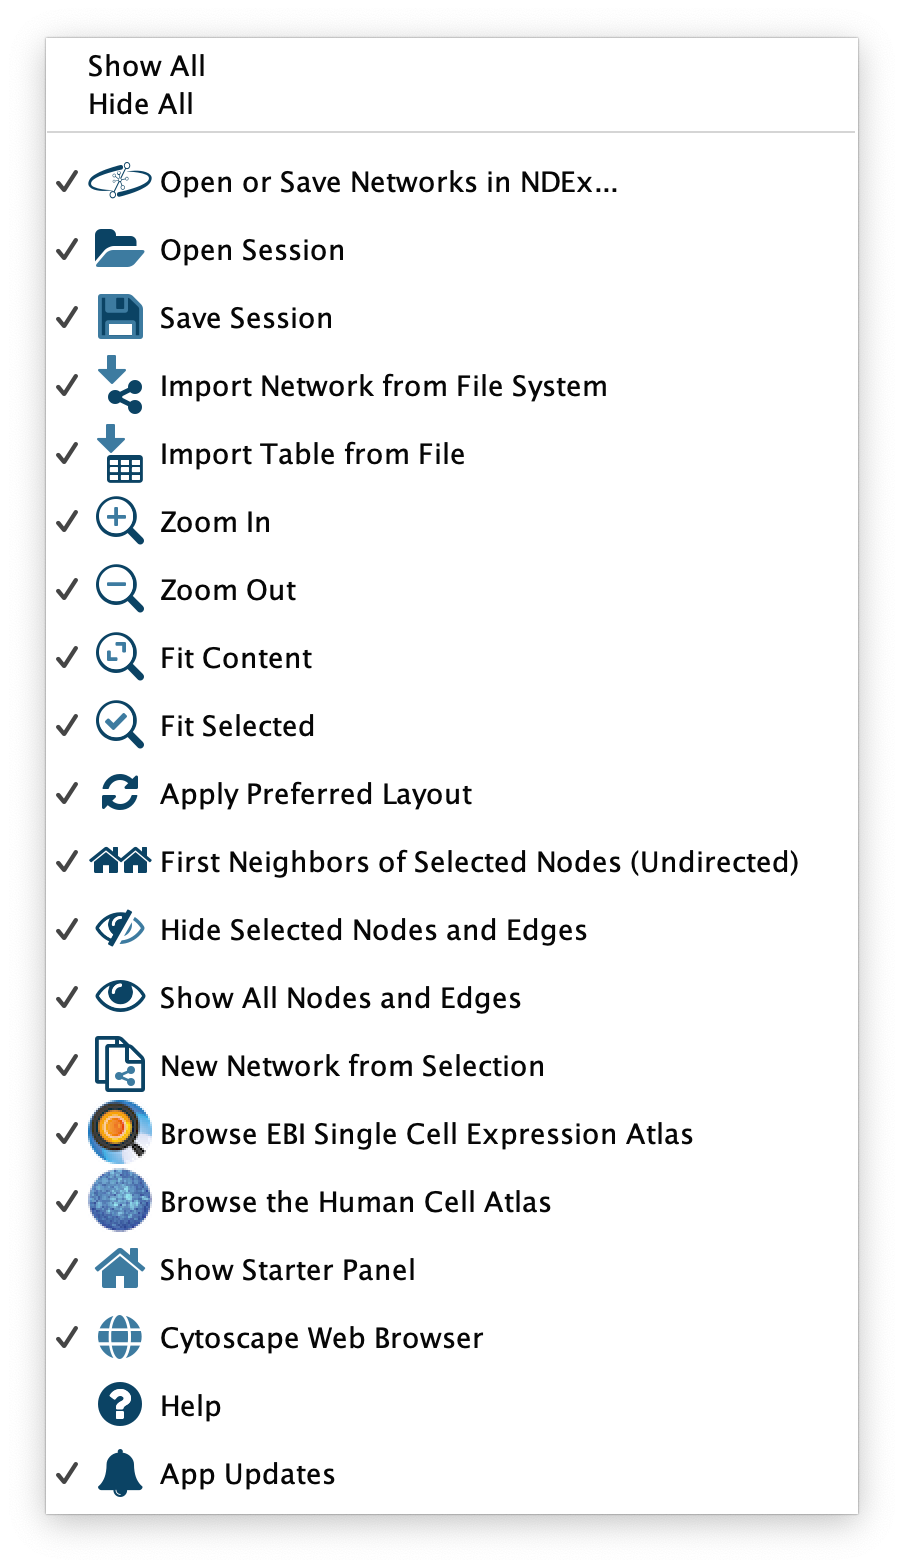 Show All
Hide All
Open or Save Networks in NDEx...
Open Session
Save Session
Import Network from File System
Import Table from File
Zoom In
Zoom Out
Fit Content
Fit Selected
Apply Preferred Layout
First Neighbors of Selected Nodes (Undirected)
Hide Selected Nodes and Edges
Show All Nodes and Edges
New Network from Selection
Browse EBI Single Cell Expression Atlas
Browse the Human Cell Atlas
Show Starter Panel
Cytoscape Web Browser
Help
App Updates